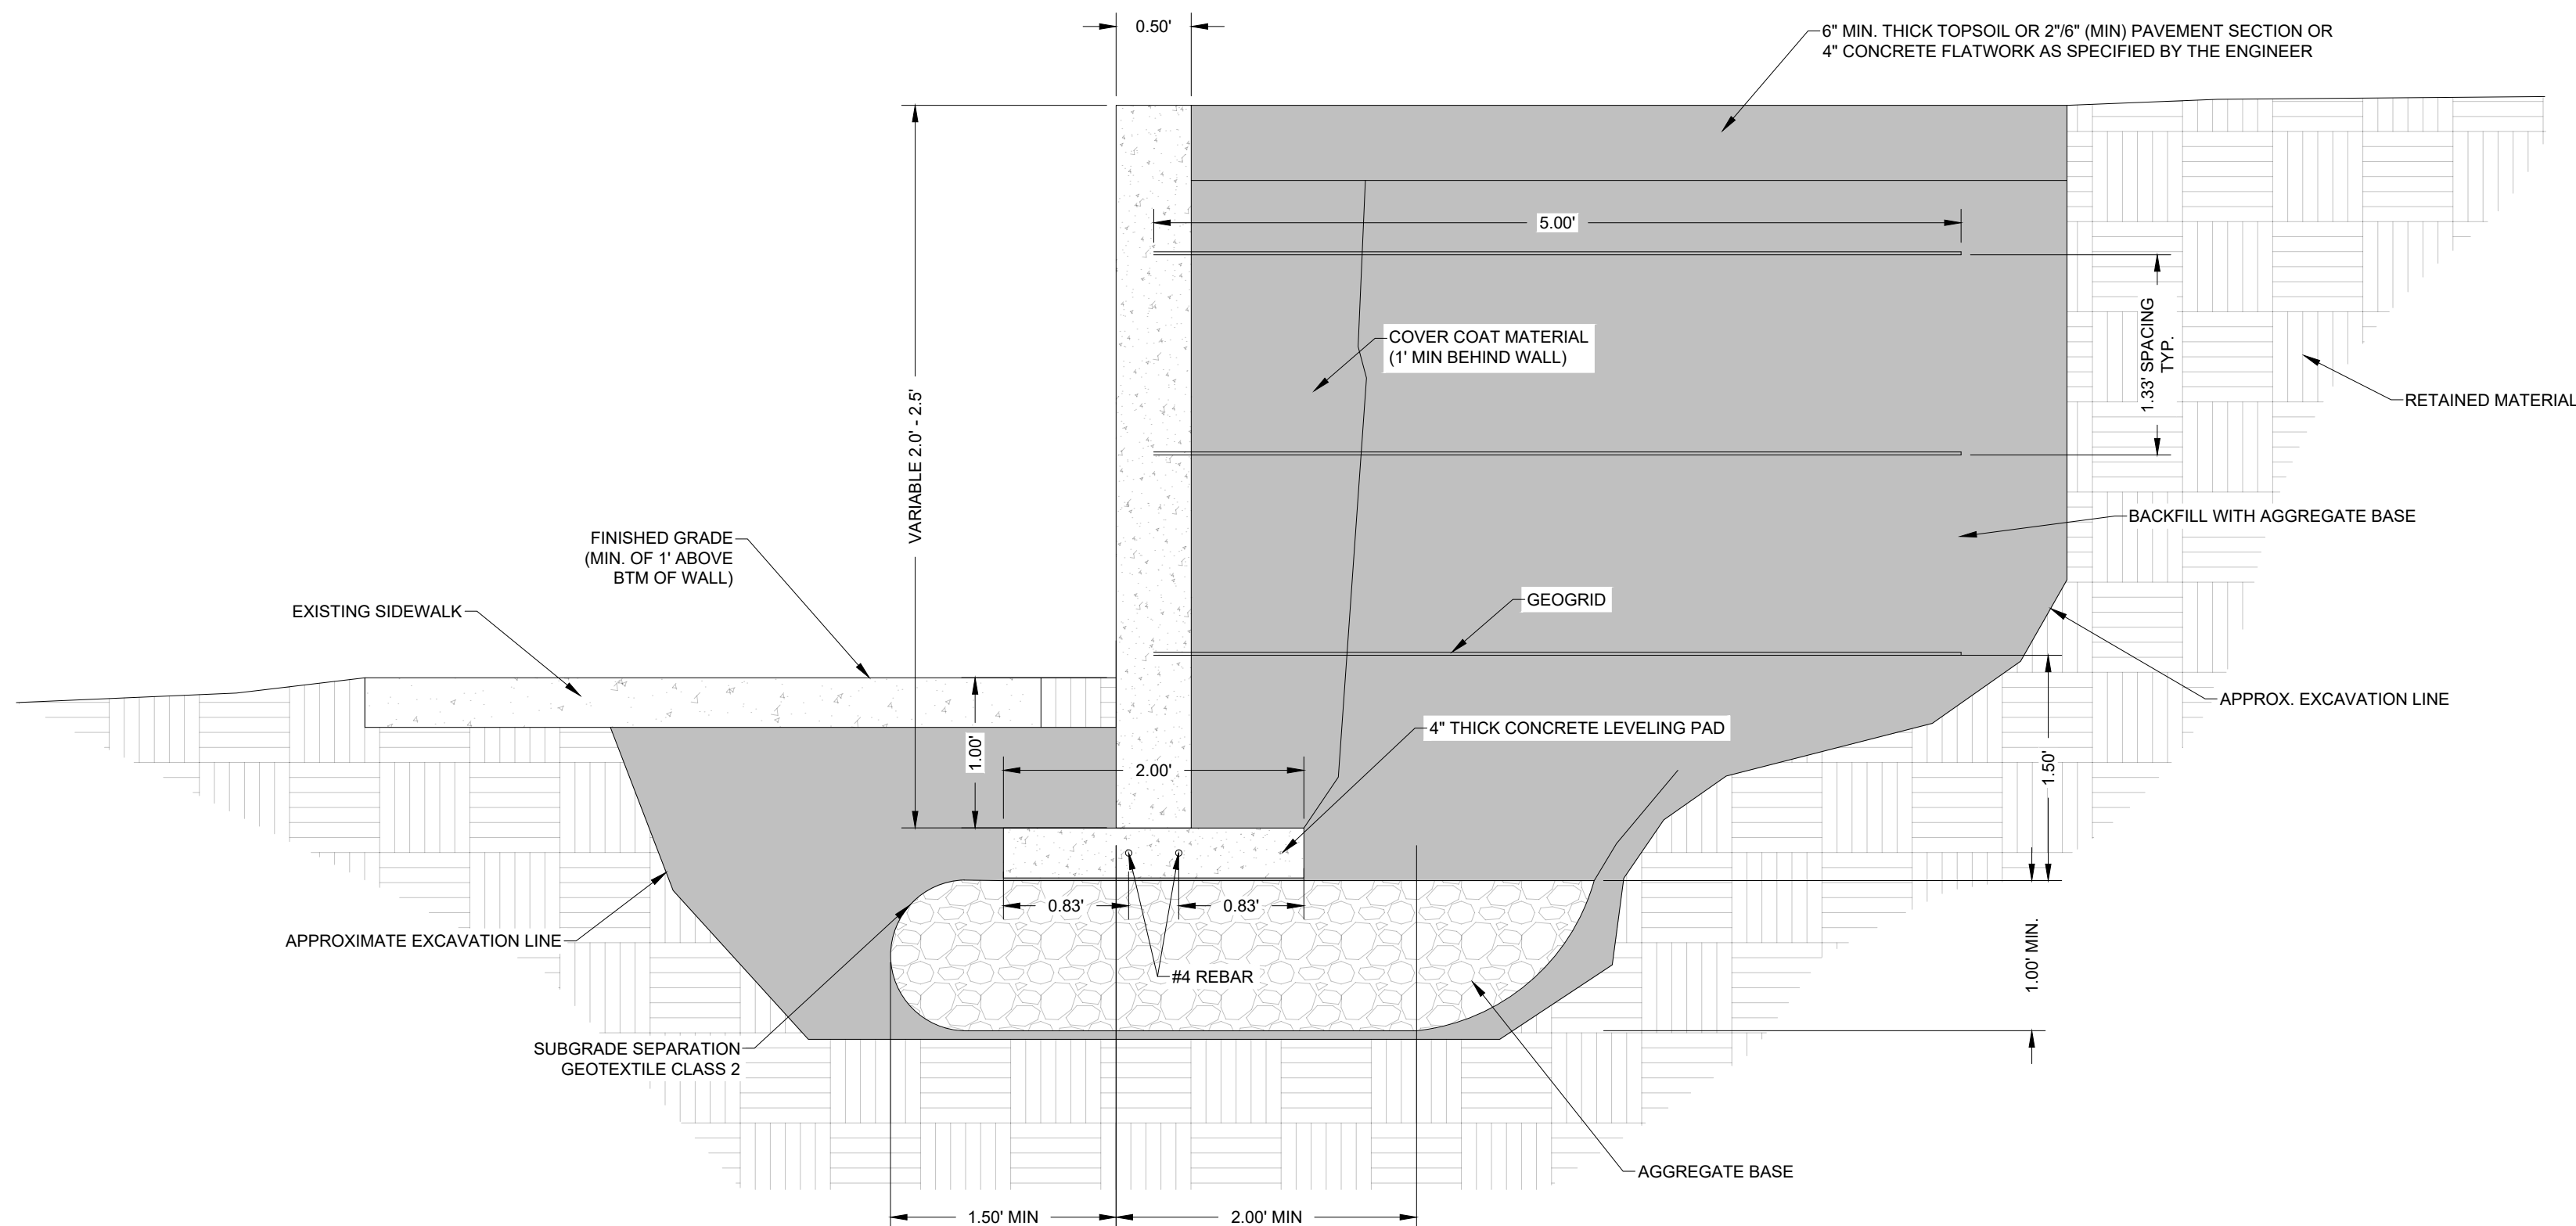 0.50'
6" MIN. THICK TOPSOIL OR 2"/6" (MIN) PAVEMENT SECTION OR
4" CONCRETE FLATWORK AS SPECIFIED BY THE ENGINEER
5.00'
VARIABLE 2.0' - 2.5'
COVER COAT MATERIAL
(1' MIN BEHIND WALL)
1.33' SPACING
TYP.
RETAINED MATERIAL
BACKFILL WITH AGGREGATE BASE
FINISHED GRADE
(MIN. OF 1' ABOVE
BTM OF WALL)
EXISTING SIDEWALK
GEOGRID
APPROX. EXCAVATION LINE
4" THICK CONCRETE LEVELING PAD
1.00'
2.00'
1.50'
0.83'
0.83'
APPROXIMATE EXCAVATION LINE
#4 REBAR
1.00' MIN.
SUBGRADE SEPARATION
GEOTEXTILE CLASS 2
AGGREGATE BASE
1.50' MIN
2.00' MIN